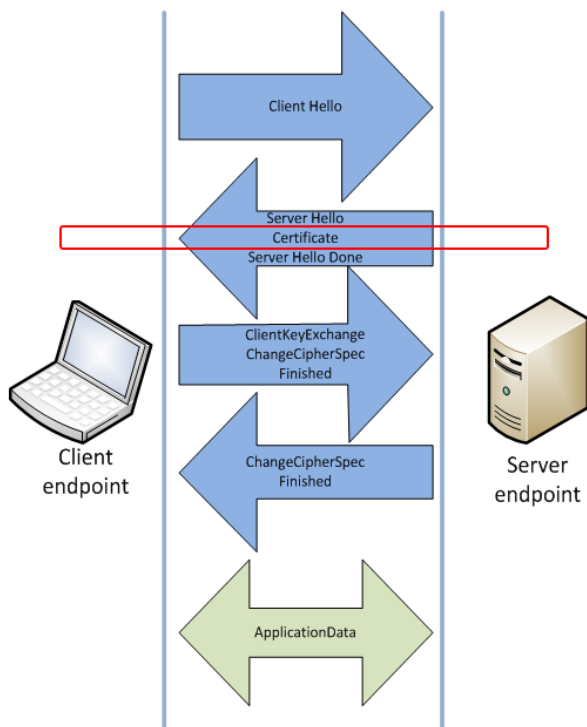 Client Hello
Server Hello
Certificate
Server Hello Done
ClientKeyExchange
ChangeCipherSpec
Finished
Client
endpoint
Server
endpoint
ChangeCipherSpec
Finished
ApplicationData